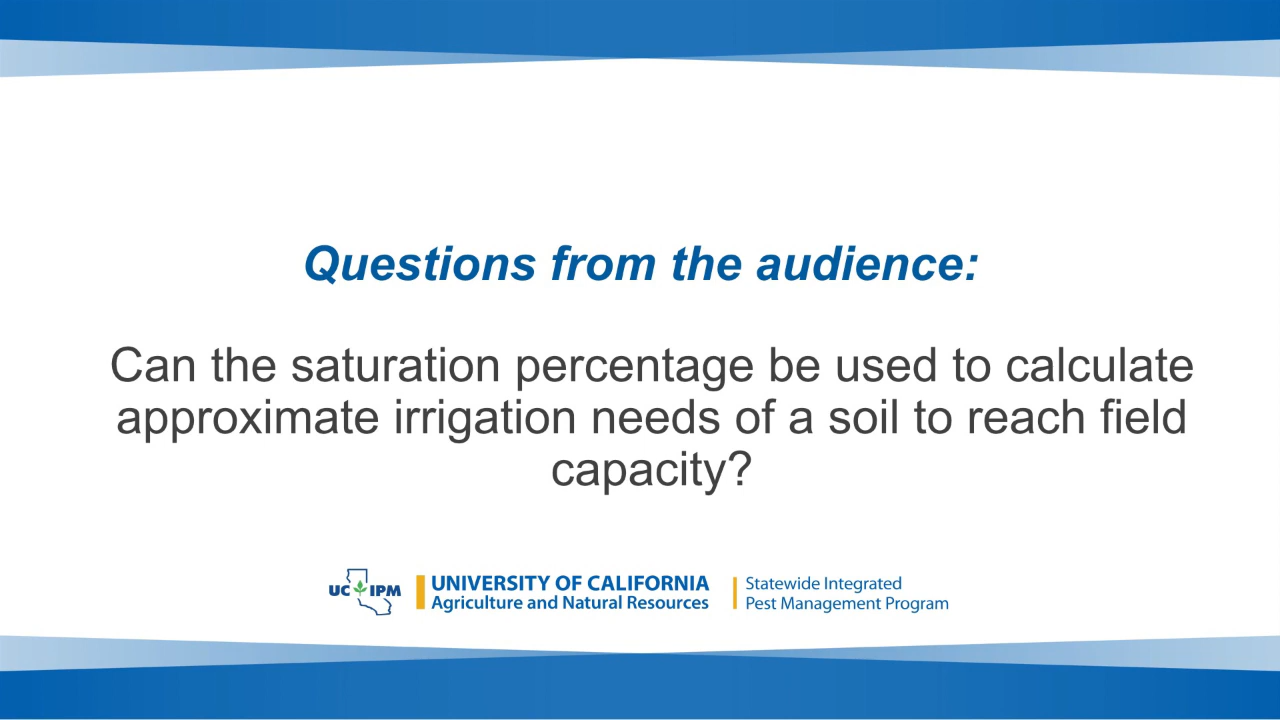 Questions from the audience:
Can the saturation percentage be used to calculate
approximate irrigation needs of a soil to reach field
capacity?
UC IPM
UNIVERSITY OF CALIFORNIA
Agriculture and Natural Resources
Statewide Integrated
Pest Management Program